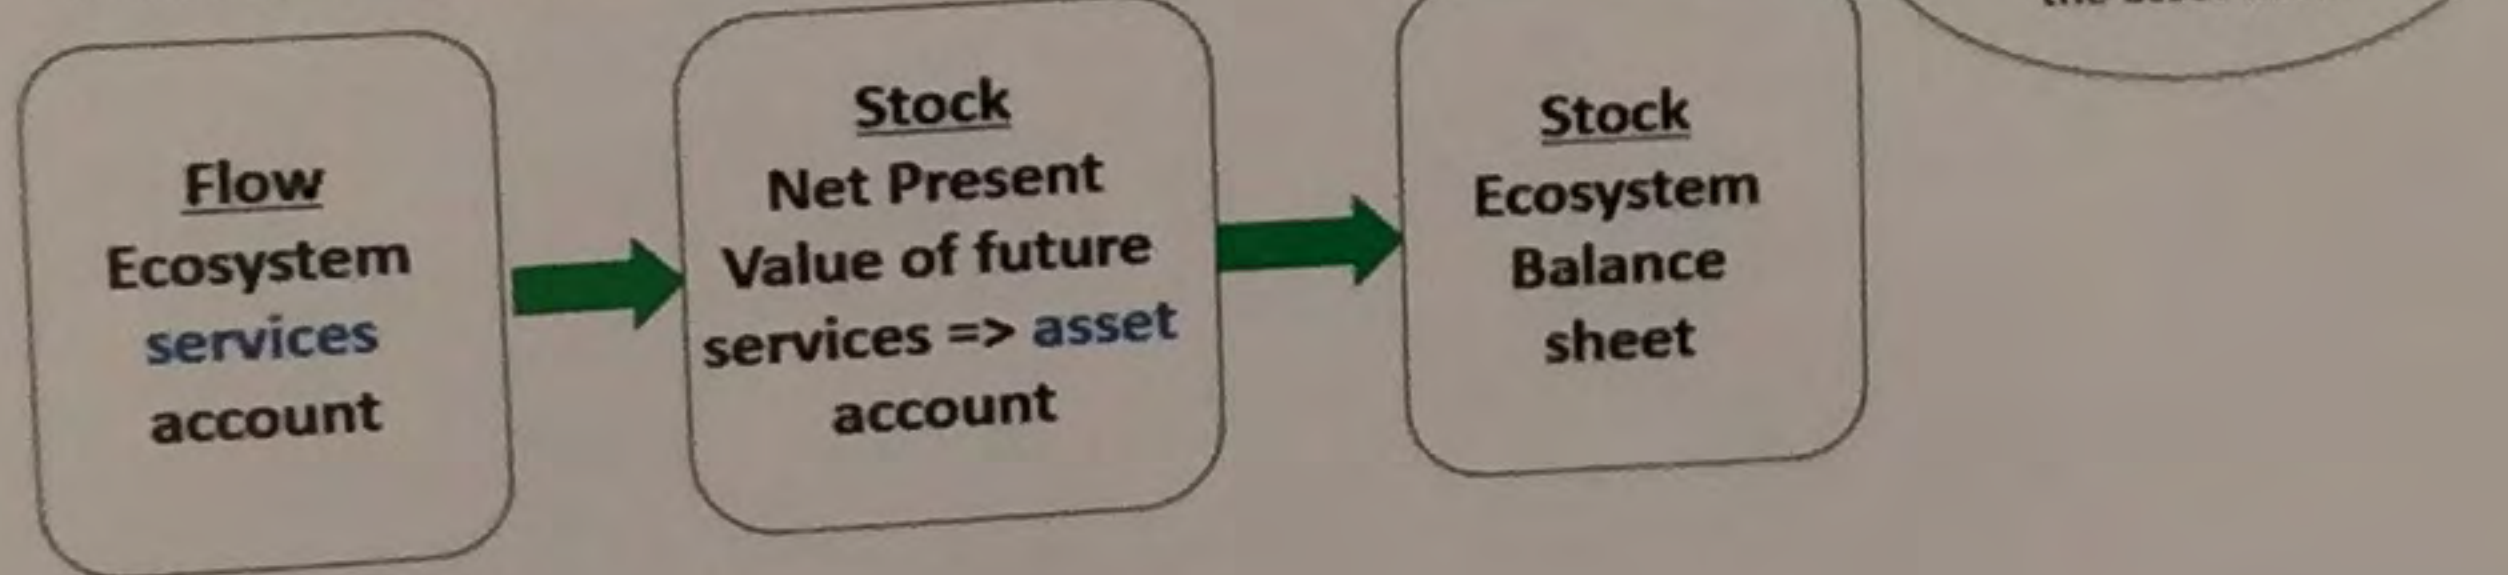 Flow
Ecosystem
services
account
Stock
Net Present
Value of future
services => asset
account
Stock
Ecosystem
Balance
sheet